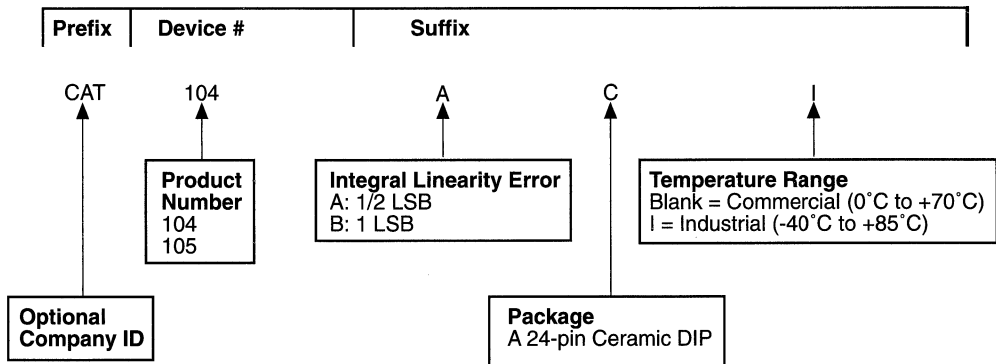 Prefix Device # Suffix
CAT 104 A C I
Product
Number
104
105
Integral Linearity Error
A: 1/2 LSB
B: 1 LSB
Temperature Range
Blank = Commercial (0˚C to +70˚C)
I = Industrial (-40˚C to +85˚C)
Optional
Company ID
Package
A 24-pin Ceramic DIP